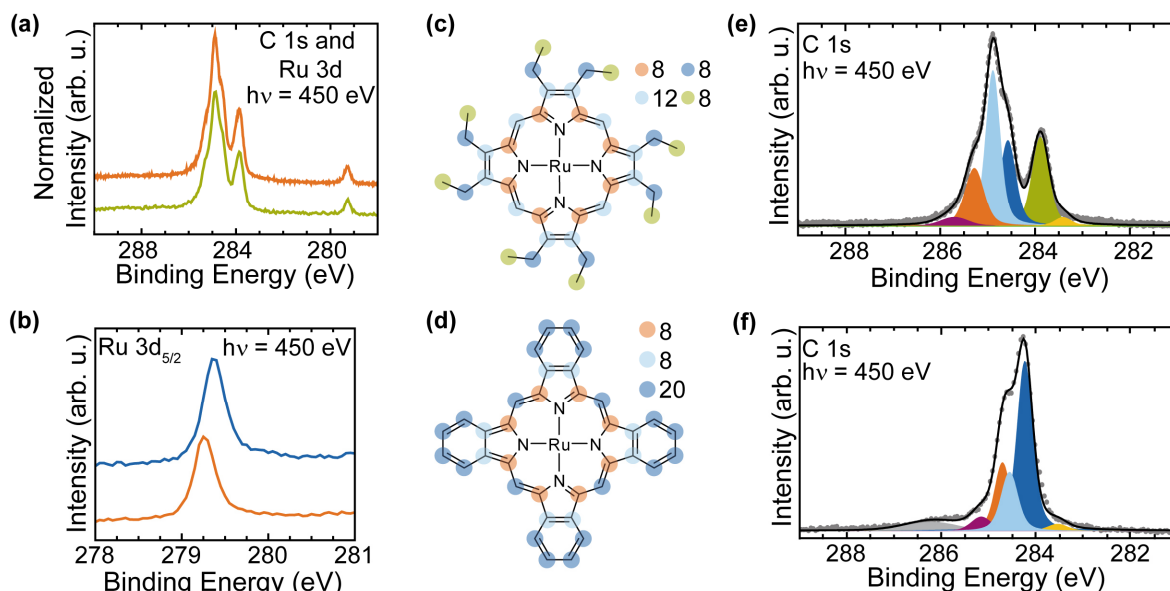 (a)
C 1s and
Ru 3d
hν = 450 eV
Normalized
Intensity (arb. u.)
288 284 280
Binding Energy (eV)
(b)
Ru 3d5/2
hν = 450 eV
Intensity (arb. u.)
278 279 280 281
Binding Energy (eV)
(c)
8 8
12 8
N
N Ru N
N
(d)
8
8
20
N
N Ru N
N
(e)
C 1s
hν = 450 eV
Intensity (arb. u.)
288 286 284 282
Binding Energy (eV)
(f)
C 1s
hν = 450 eV
Intensity (arb. u.)
288 286 284 282
Binding Energy (eV)